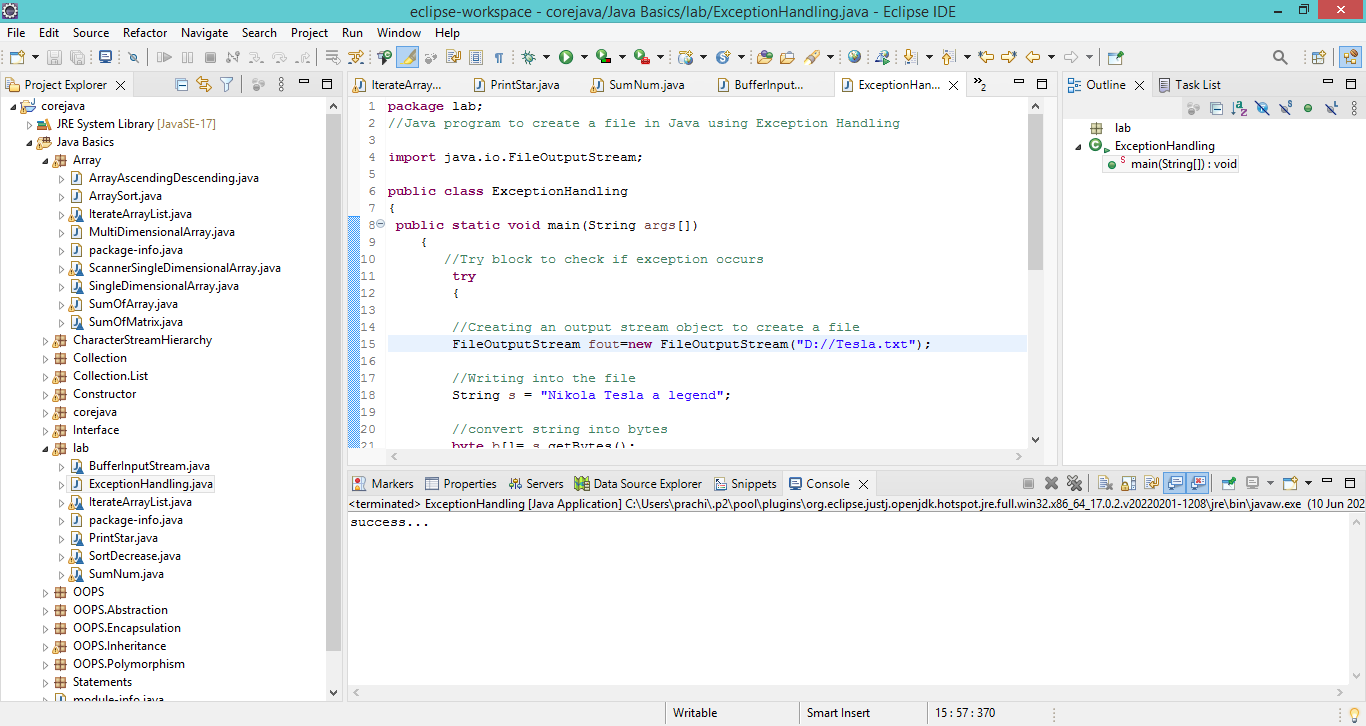 eclipse-workspace - corejava/Java Basics/lab/ExceptionHandling.java - Eclipse IDE
File Edit Source Refactor Navigate Search Project Run Window Help
Project Explorer
corejava
JRE System Library [JavaSE-17]
Java Basics
Array
ArrayAscendingDescending.java
ArraySort.java
IterateArrayList.java
MultiDimensionalArray.java
package-info.java
ScannerSingleDimensionalArray.java
SingleDimensionalArray.java
SumOfArray.java
SumOfMatrix.java
CharacterStreamHierarchy
Collection
Collection.List
Constructor
corejava
Interface
lab
BufferInputStream.java
ExceptionHandling.java
IterateArrayList.java
package-info.java
PrintStar.java
SortDecrease.java
SumNum.java
OOPS
OOPS.Abstraction
OOPS.Encapsulation
OOPS.Inheritance
OOPS.Polymorphism
Statements
module-info.java
IterateArray... PrintStar.java SumNum.java BufferInput... ExceptionHan... »2
1 package lab;
2 //Java program to create a file in Java using Exception Handling
3
4 import java.io.FileOutputStream;
5
6 public class ExceptionHandling
7 {
8 public static void main(String args[])
9 {
10 //Try block to check if exception occurs
11 try
12 {
13
14 //Creating an output stream object to create a file
15 FileOutputStream fout=new FileOutputStream("D://Tesla.txt");
16
17 //Writing into the file
18 String s = "Nikola Tesla a legend";
19
20 //convert string into bytes
21 byte b[]= s.getBytes();
Outline Task List
lab
ExceptionHandling
main(String[]) : void
Markers Properties Servers Data Source Explorer Snippets Console
<terminated> ExceptionHandling [Java Application] C:\Users\prachi\.p2\pool\plugins\org.eclipse.justj.openjdk.hotspot.jre.full.win32.x86_64_17.0.2.v20220201-1208\jre\bin\javaw.exe (10 Jun 202
success...
Writable Smart Insert 15 : 57 : 370